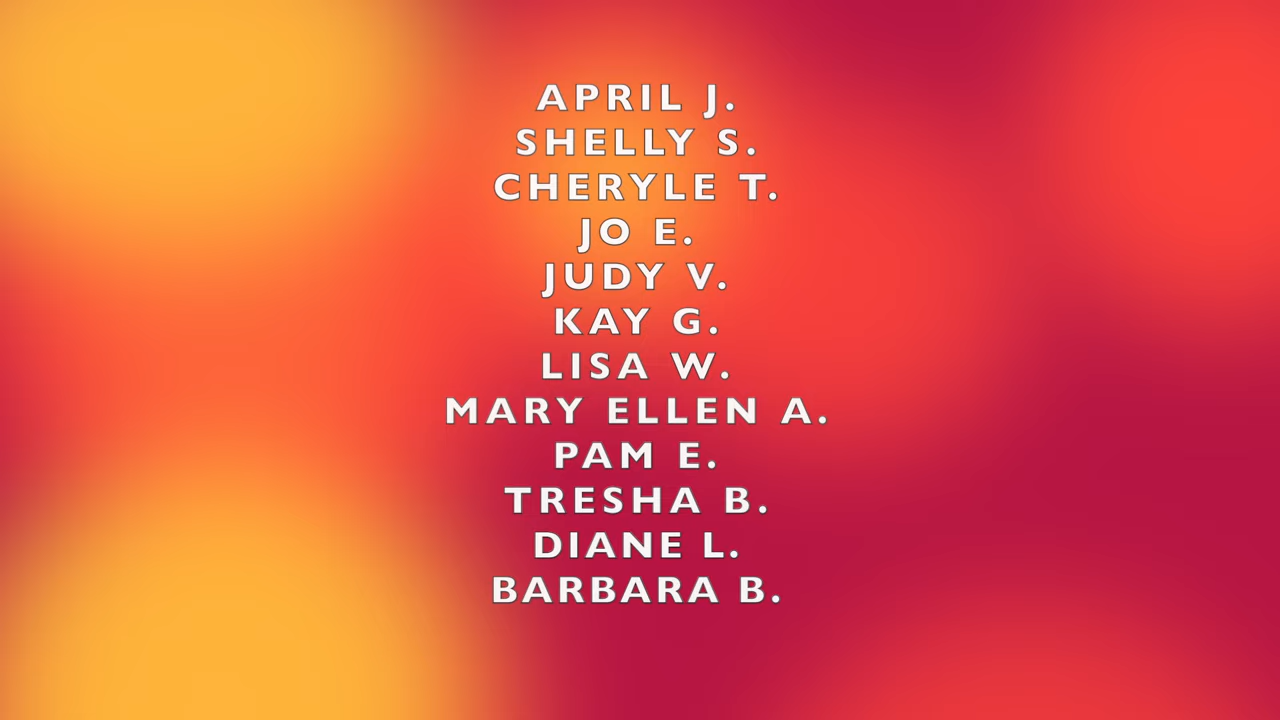 APRIL J.
SHELLY S.
CHERYLE T.
JO E.
JUDY V.
KAY G.
LISA W.
MARY ELLEN A.
PAM E.
TRESHA B.
DIANE L.
BARBARA B.